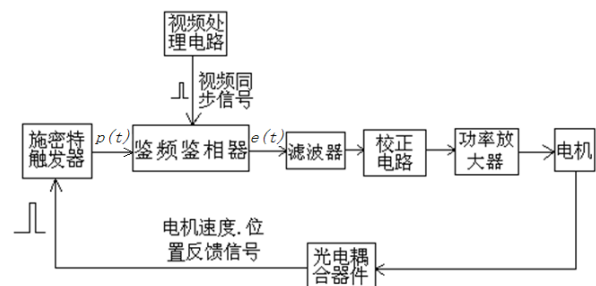 视频处
理电路
视频同
步信号
施密特
触发器
p(t)
鉴频鉴相器
e(t)
滤波器
校正
电路
功率放
大器
电机
电机速度.位
置反馈信号
光电耦
合器件